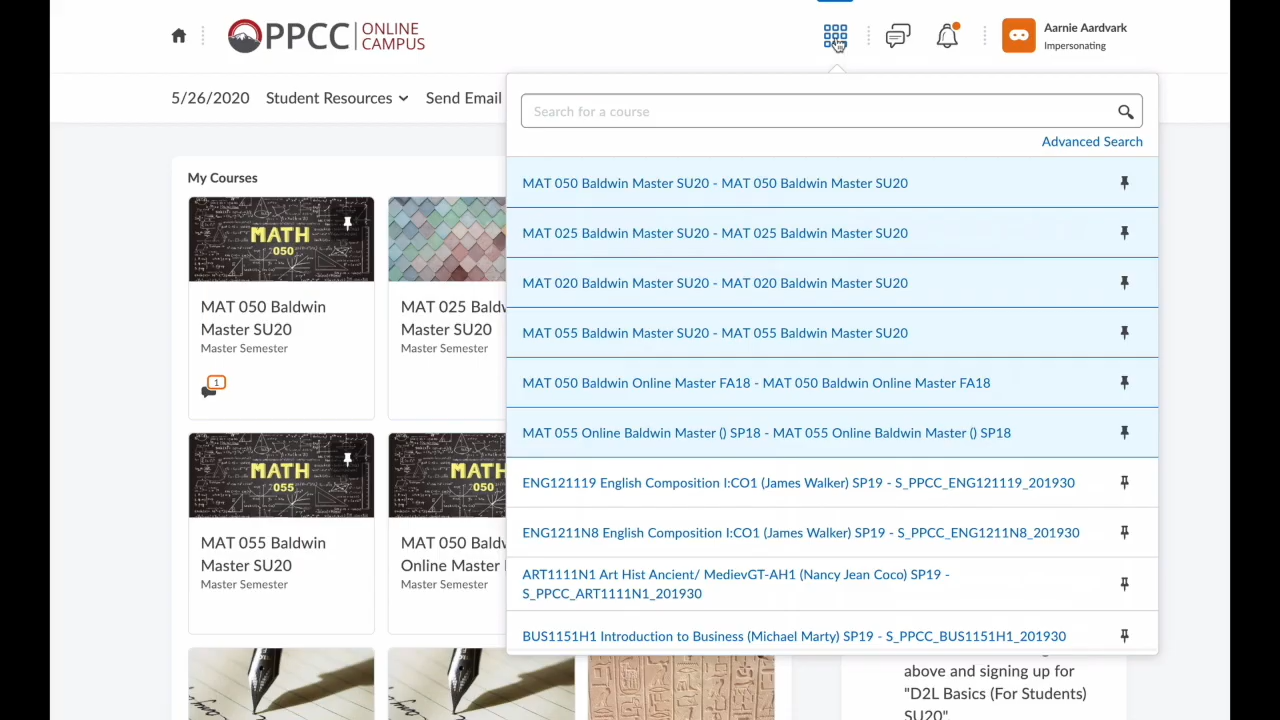 PPCC ONLINE
CAMPUS
Aarnie Aardvark
Impersonating
5/26/2020 Student Resources Send Email
Search for a course
Advanced Search
MAT 050 Baldwin Master SU20 - MAT 050 Baldwin Master SU20
MAT 025 Baldwin Master SU20 - MAT 025 Baldwin Master SU20
MAT 020 Baldwin Master SU20 - MAT 020 Baldwin Master SU20
MAT 055 Baldwin Master SU20 - MAT 055 Baldwin Master SU20
MAT 050 Baldwin Online Master FA18 - MAT 050 Baldwin Online Master FA18
MAT 055 Online Baldwin Master () SP18 - MAT 055 Online Baldwin Master () SP18
ENG121119 English Composition I:CO1 (James Walker) SP19 - S_PPCC_ENG121119_201930
ENG1211N8 English Composition I:CO1 (James Walker) SP19 - S_PPCC_ENG1211N8_201930
ART1111N1 Art Hist Ancient/ MedievGT-AH1 (Nancy Jean Coco) SP19 -
S_PPCC_ART1111N1_201930
BUS1151H1 Introduction to Business (Michael Marty) SP19 - S_PPCC_BUS1151H1_201930
My Courses
MATH
050
MAT 050 Baldwin
Master SU20
Master Semester
1
MAT 025
Master SU20
Master Semester
MATH
055
MAT 055 Baldwin
Master SU20
Master Semester
050
MAT 050
Online Master
Master Semester
above and signing up for
"D2L Basics (For Students)
SU20"